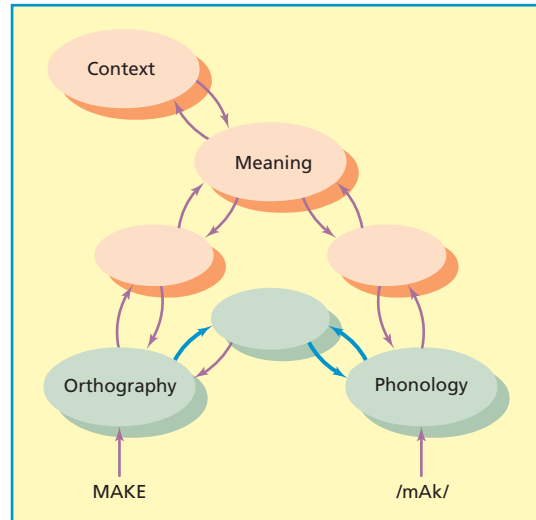 Context
Meaning
Orthography
Phonology
MAKE
/mAk/